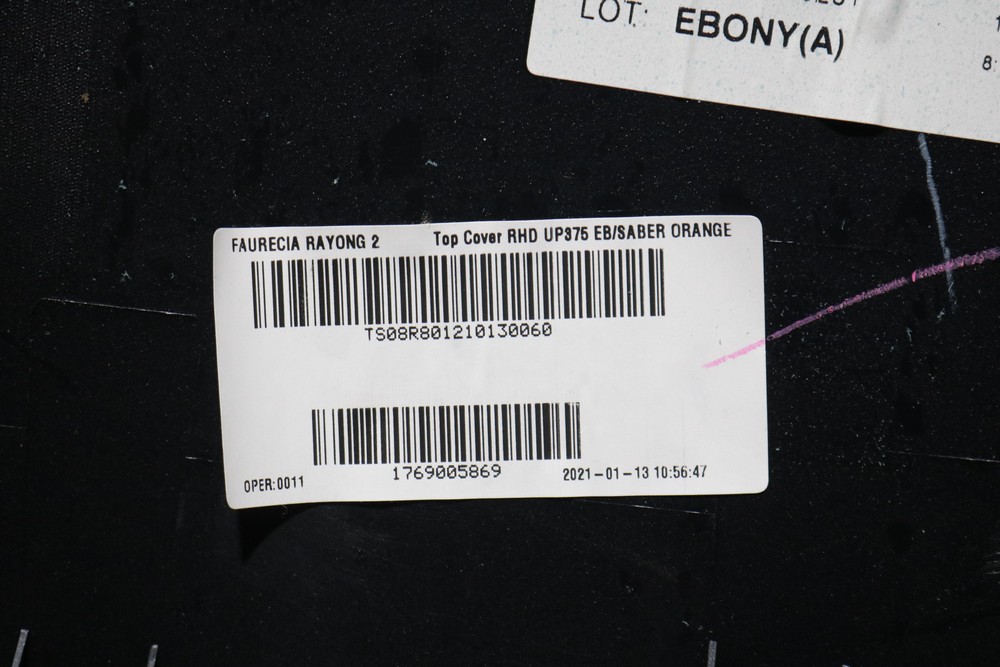 LOT: EBONY(A)
8:
FAURECIA RAYONG 2 Top Cover RHD UP375 EB/SABER ORANGE
TS08R801210130060
1769005869
OPER:0011 2021-01-13 10:56:47